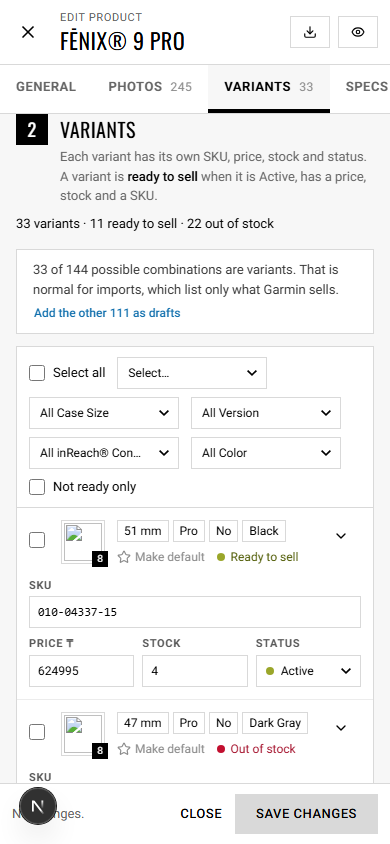 EDIT PRODUCT
FĒNIX® 9 PRO
GENERAL PHOTOS 245 VARIANTS 33 SPECS
2 VARIANTS
Each variant has its own SKU, price, stock and status.
A variant is ready to sell when it is Active, has a price,
stock and a SKU.
33 variants · 11 ready to sell · 22 out of stock
33 of 144 possible combinations are variants. That is
normal for imports, which list only what Garmin sells.
Add the other 111 as drafts
Select all Select...
All Case Size All Version
All inReach® Con... All Color
Not ready only
51 mm Pro No Black
8 Make default Ready to sell
SKU
010-04337-15
PRICE ₸ STOCK STATUS
624995 4 Active
47 mm Pro No Dark Gray
8 Make default Out of stock
SKU
N nges. CLOSE SAVE CHANGES